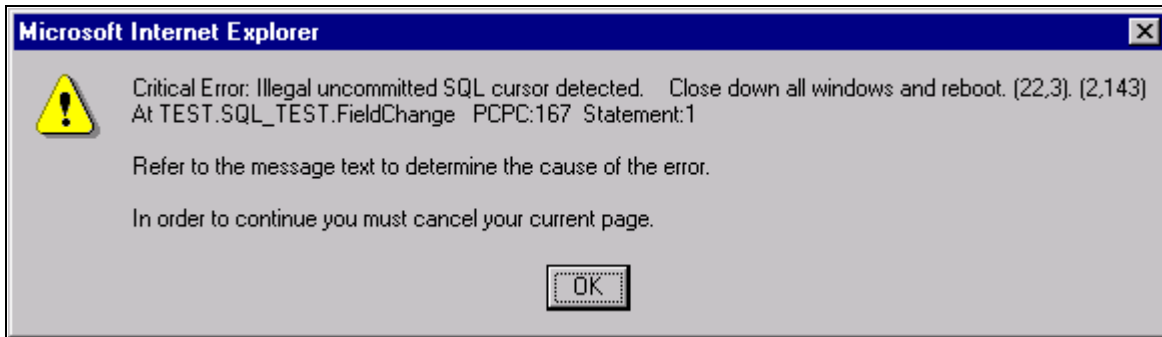 Microsoft Internet Explorer
Critical Error: Illegal uncommitted SQL cursor detected.   Close down all windows and reboot. (22,3). (2,143)
At TEST.SQL_TEST.FieldChange  PCPC:167  Statement:1
Refer to the message text to determine the cause of the error.
In order to continue you must cancel your current page.
OK